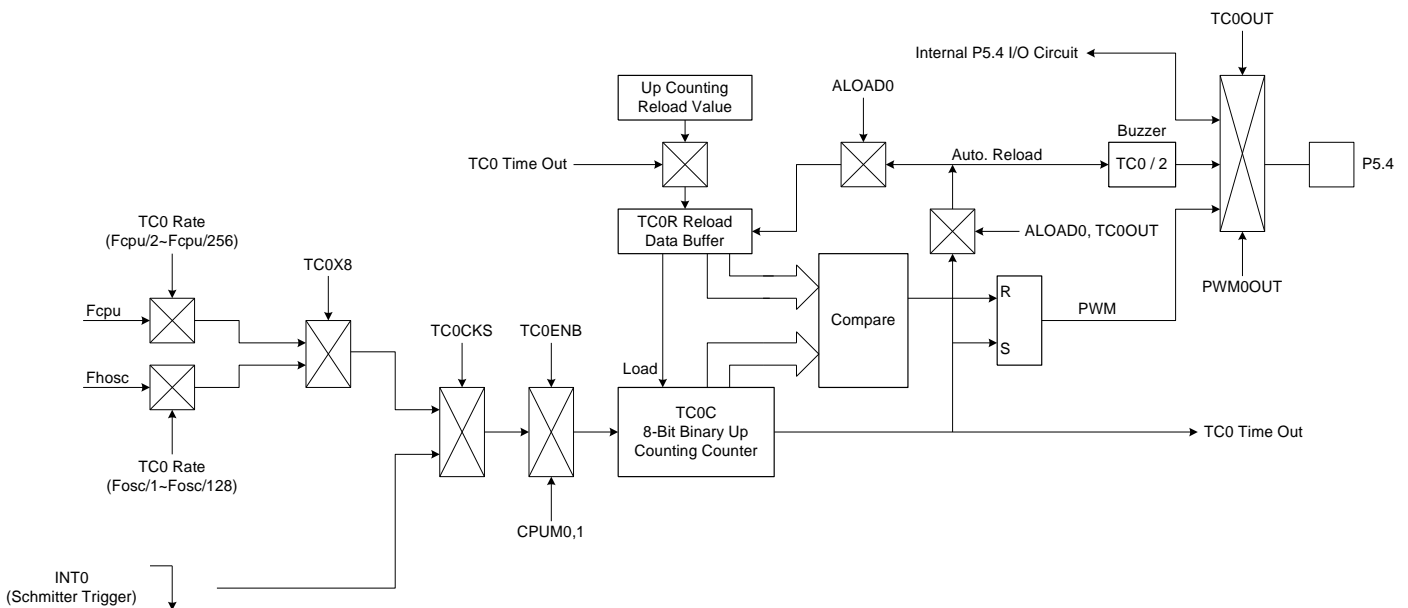 TC0OUT
Internal P5.4 I/O Circuit
Up Counting
Reload Value
ALOAD0
Buzzer
TC0 Time Out
Auto. Reload
TC0 / 2
P5.4
TC0R Reload
Data Buffer
ALOAD0, TC0OUT
TC0 Rate
(Fcpu/2~Fcpu/256)
TC0X8
PWM0OUT
R
PWM
Fcpu
Compare
TC0CKS
TC0ENB
S
Load
Fhosc
TC0C
8-Bit Binary Up
Counting Counter
TC0 Time Out
TC0 Rate
(Fosc/1~Fosc/128)
CPUM0,1
INT0
(Schmitter Trigger)